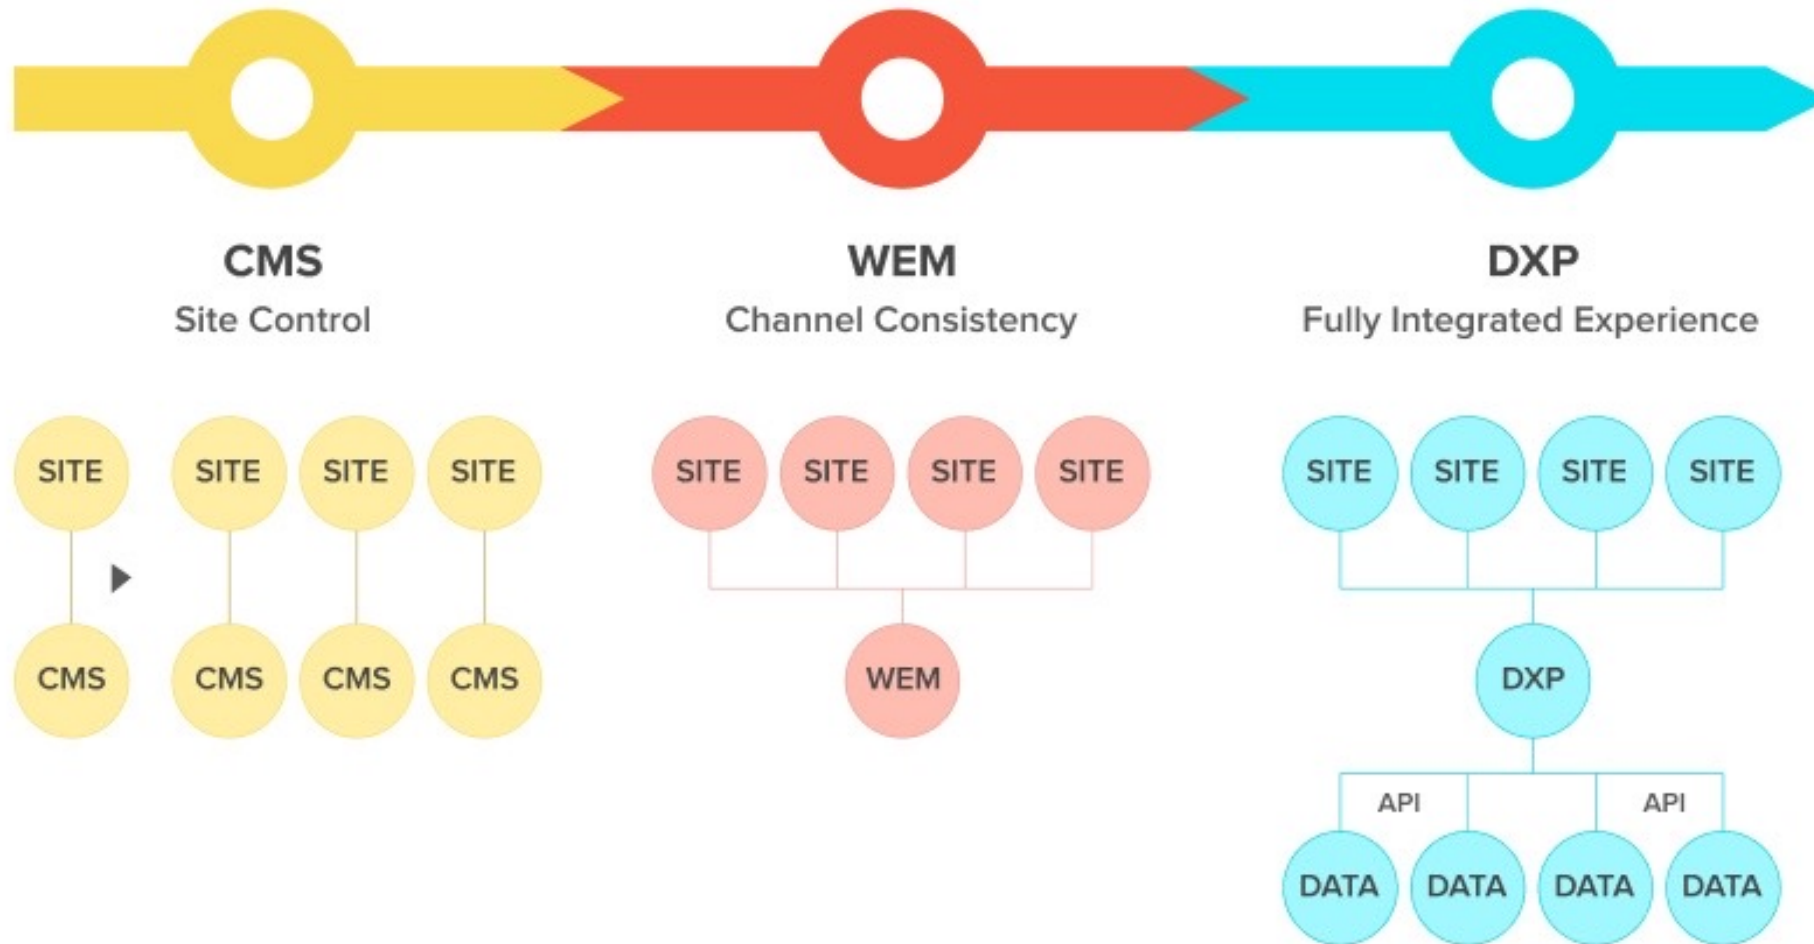 CMS
Site Control
SITE SITE SITE SITE
CMS CMS CMS CMS
WEM
Channel Consistency
SITE SITE SITE SITE
WEM
DXP
Fully Integrated Experience
SITE SITE SITE SITE
DXP
API API
DATA DATA DATA DATA